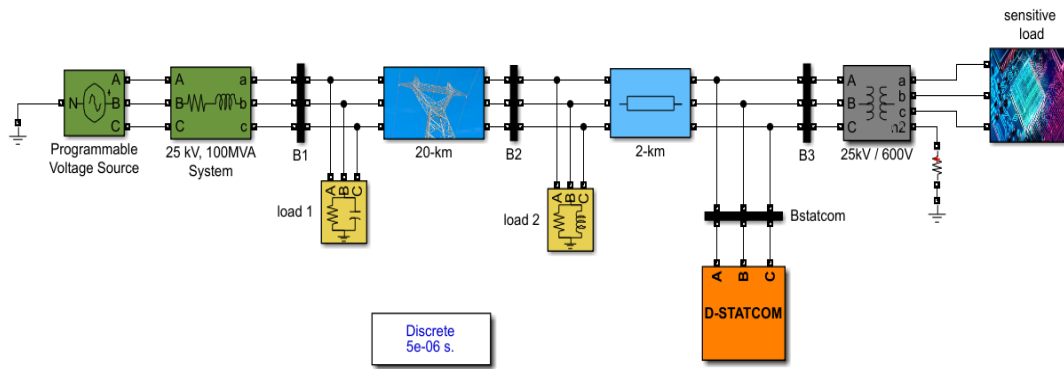 sensitive
load
N
A
B
C
Programmable
Voltage Source
A
B
C
a
b
c
25 kV, 100MVA
System
B1
A
B
C
load 1
20-km
B2
A
B
C
load 2
2-km
B3
A
B
C
a
b
c
n2
25kV / 600V
Bstatcom
A
B
C
D-STATCOM
Discrete
5e-06 s.